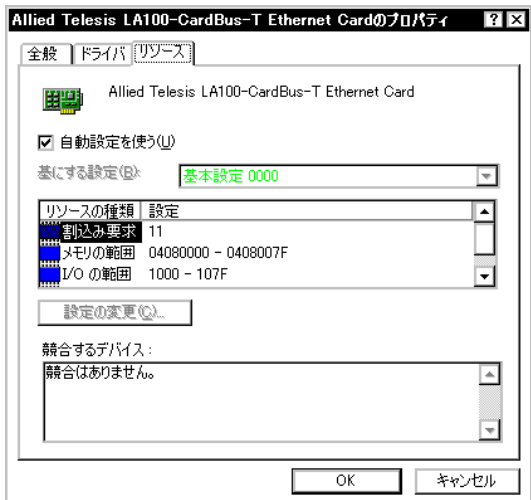 Allied Telesis LA100-CardBus-T Ethernet Cardのプロパティ
全般 ドライバ リソース
Allied Telesis LA100-CardBus-T Ethernet Card
自動設定を使う(U)
基にする設定(B): 基本設定 0000
リソースの種類 設定
割込み要求 11
メモリの範囲 04080000 - 0408007F
I/O の範囲 1000 - 107F
設定の変更(C)...
競合するデバイス :
競合はありません。
OK キャンセル